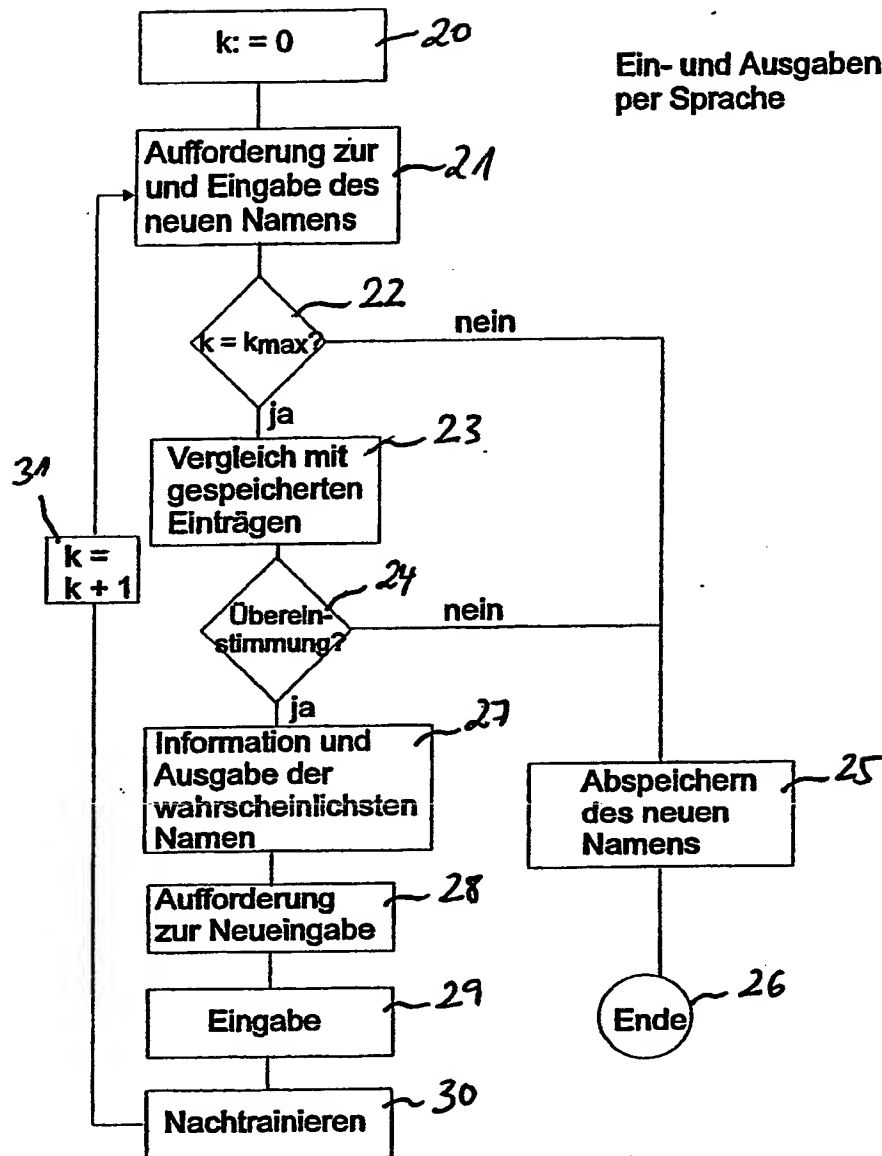 k: = 0
20
Ein- und Ausgaben
per Sprache
Aufforderung zur
und Eingabe des
neuen Namens
21
22
k = kmax?
nein
ja
23
Vergleich mit
gespeicherten
Einträgen
31
k =
k + 1
24
Überein-
stimmung?
nein
ja
27
Information und
Ausgabe der
wahrscheinlichsten
Namen
Abspeichern
des neuen
Namens
25
28
Aufforderung
zur Neueingabe
29
Eingabe
Ende
26
Nachtrainieren
30